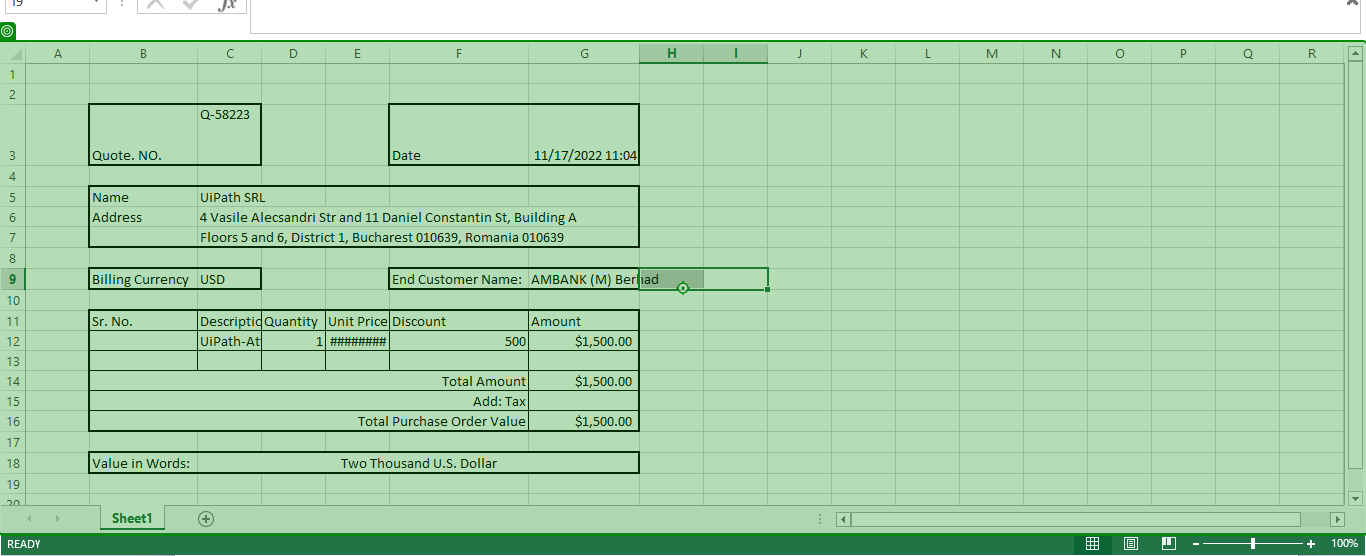 I9
fx
A B C D E F G H I J K L M N O P Q R
1
2
3 Quote. NO. Q-58223 Date 11/17/2022 11:04
4
5 Name UiPath SRL
6 Address 4 Vasile Alecsandri Str and 11 Daniel Constantin St, Building A
7 Floors 5 and 6, District 1, Bucharest 010639, Romania 010639
8
9 Billing Currency USD End Customer Name: AMBANK (M) Berhad
10
11 Sr. No. Descriptic Quantity Unit Price Discount Amount
12 UiPath-At 1 ######## 500 $1,500.00
13
14 Total Amount $1,500.00
15 Add: Tax
16 Total Purchase Order Value $1,500.00
17
18 Value in Words: Two Thousand U.S. Dollar
19
20
Sheet1
READY 100%